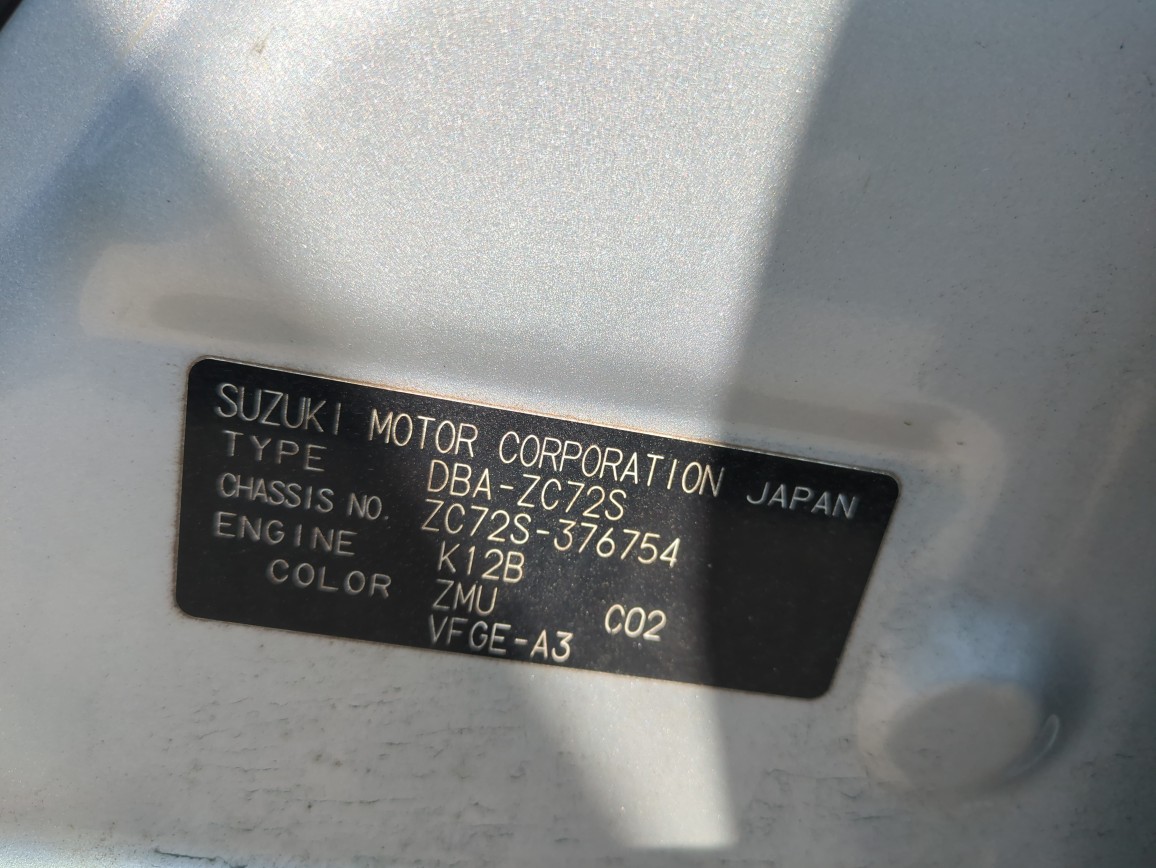 SUZUKI MOTOR CORPORATION JAPAN
TYPE DBA-ZC72S
CHASSIS NO. ZC72S-376754
ENGINE K12B
COLOR ZMU C02
VFGE-A3